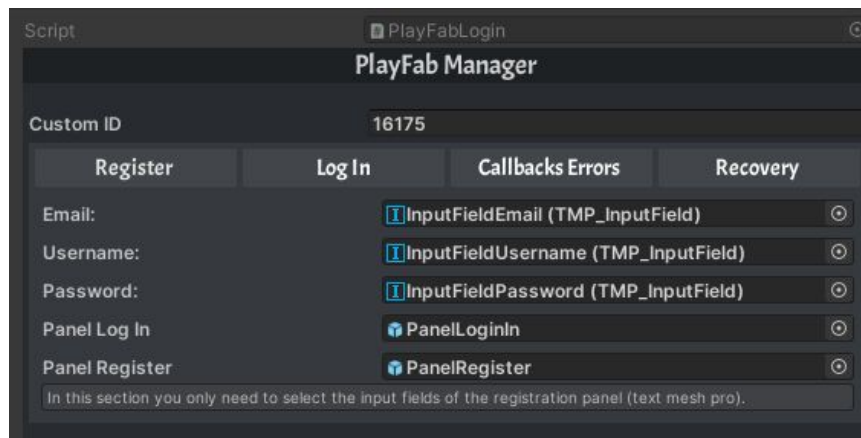 Script PlayFabLogin
PlayFab Manager
Custom ID 16175
Register Log In Callbacks Errors Recovery
Email: InputFieldEmail (TMP_InputField)
Username: InputFieldUsername (TMP_InputField)
Password: InputFieldPassword (TMP_InputField)
Panel Log In PanelLoginIn
Panel Register PanelRegister
In this section you only need to select the input fields of the registration panel (text mesh pro).